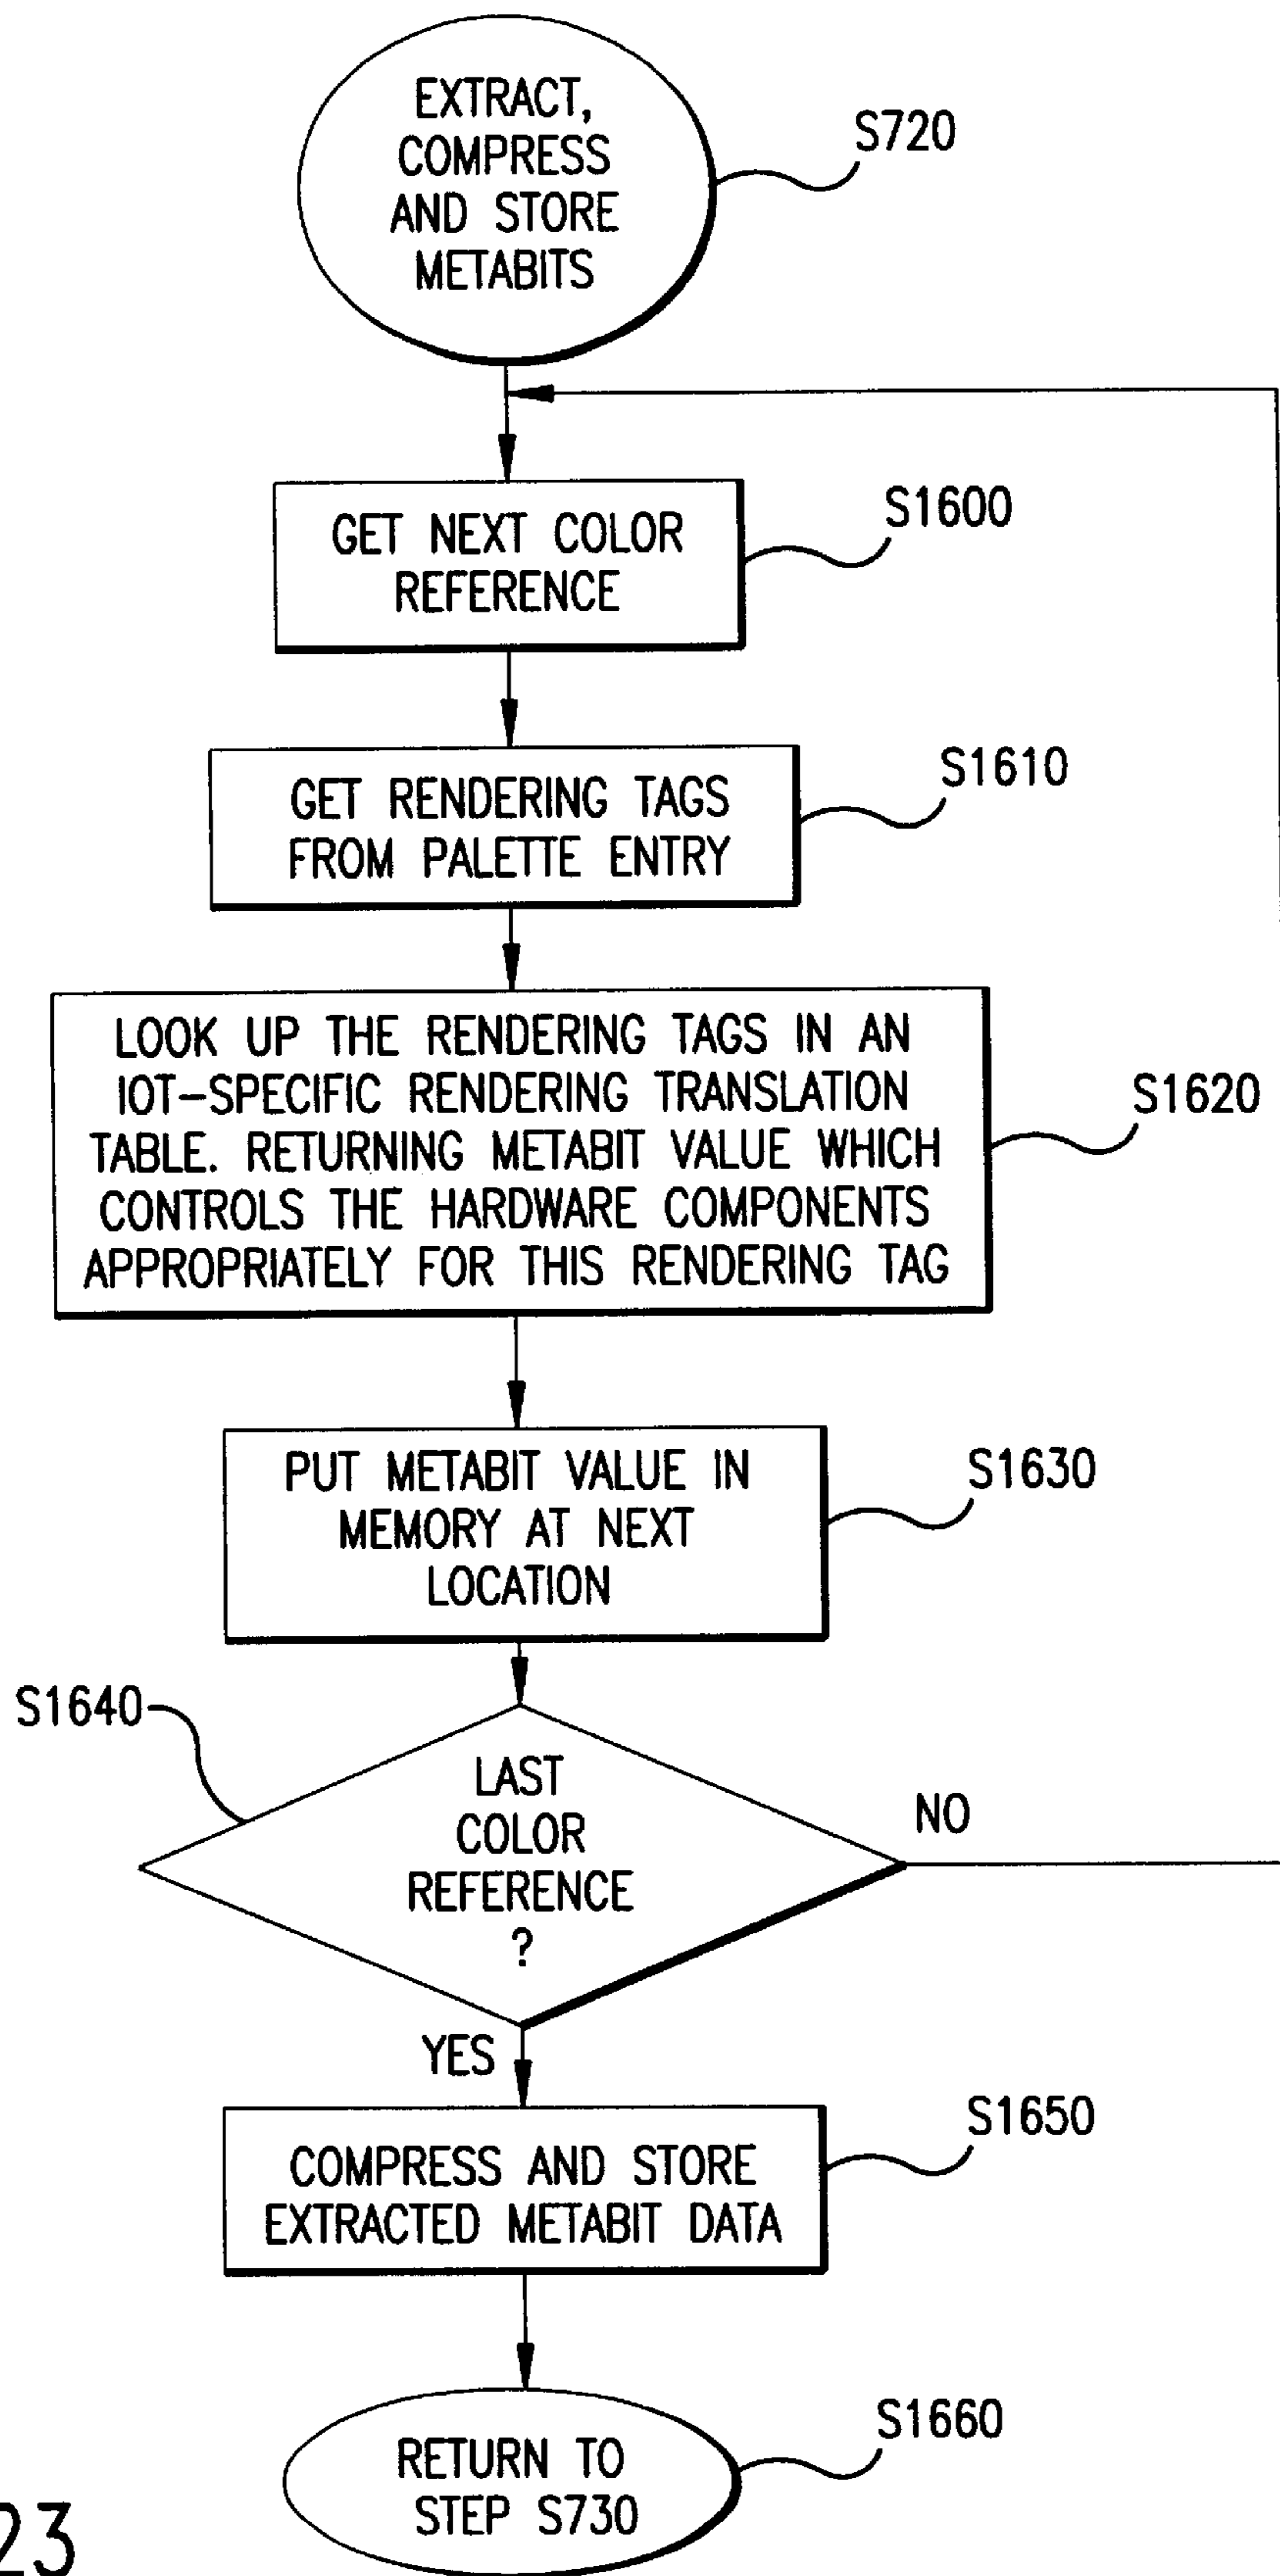 EXTRACT,
COMPRESS
AND STORE
METABITS
S720
GET NEXT COLOR
REFERENCE
S1600
GET RENDERING TAGS
FROM PALETTE ENTRY
S1610
LOOK UP THE RENDERING TAGS IN AN
IOT-SPECIFIC RENDERING TRANSLATION
TABLE. RETURNING METABIT VALUE WHICH
CONTROLS THE HARDWARE COMPONENTS
APPROPRIATELY FOR THIS RENDERING TAG
S1620
PUT METABIT VALUE IN
MEMORY AT NEXT
LOCATION
S1630
S1640
LAST
COLOR
REFERENCE
?
NO
YES
COMPRESS AND STORE
EXTRACTED METABIT DATA
S1650
RETURN TO
STEP S730
S1660
23